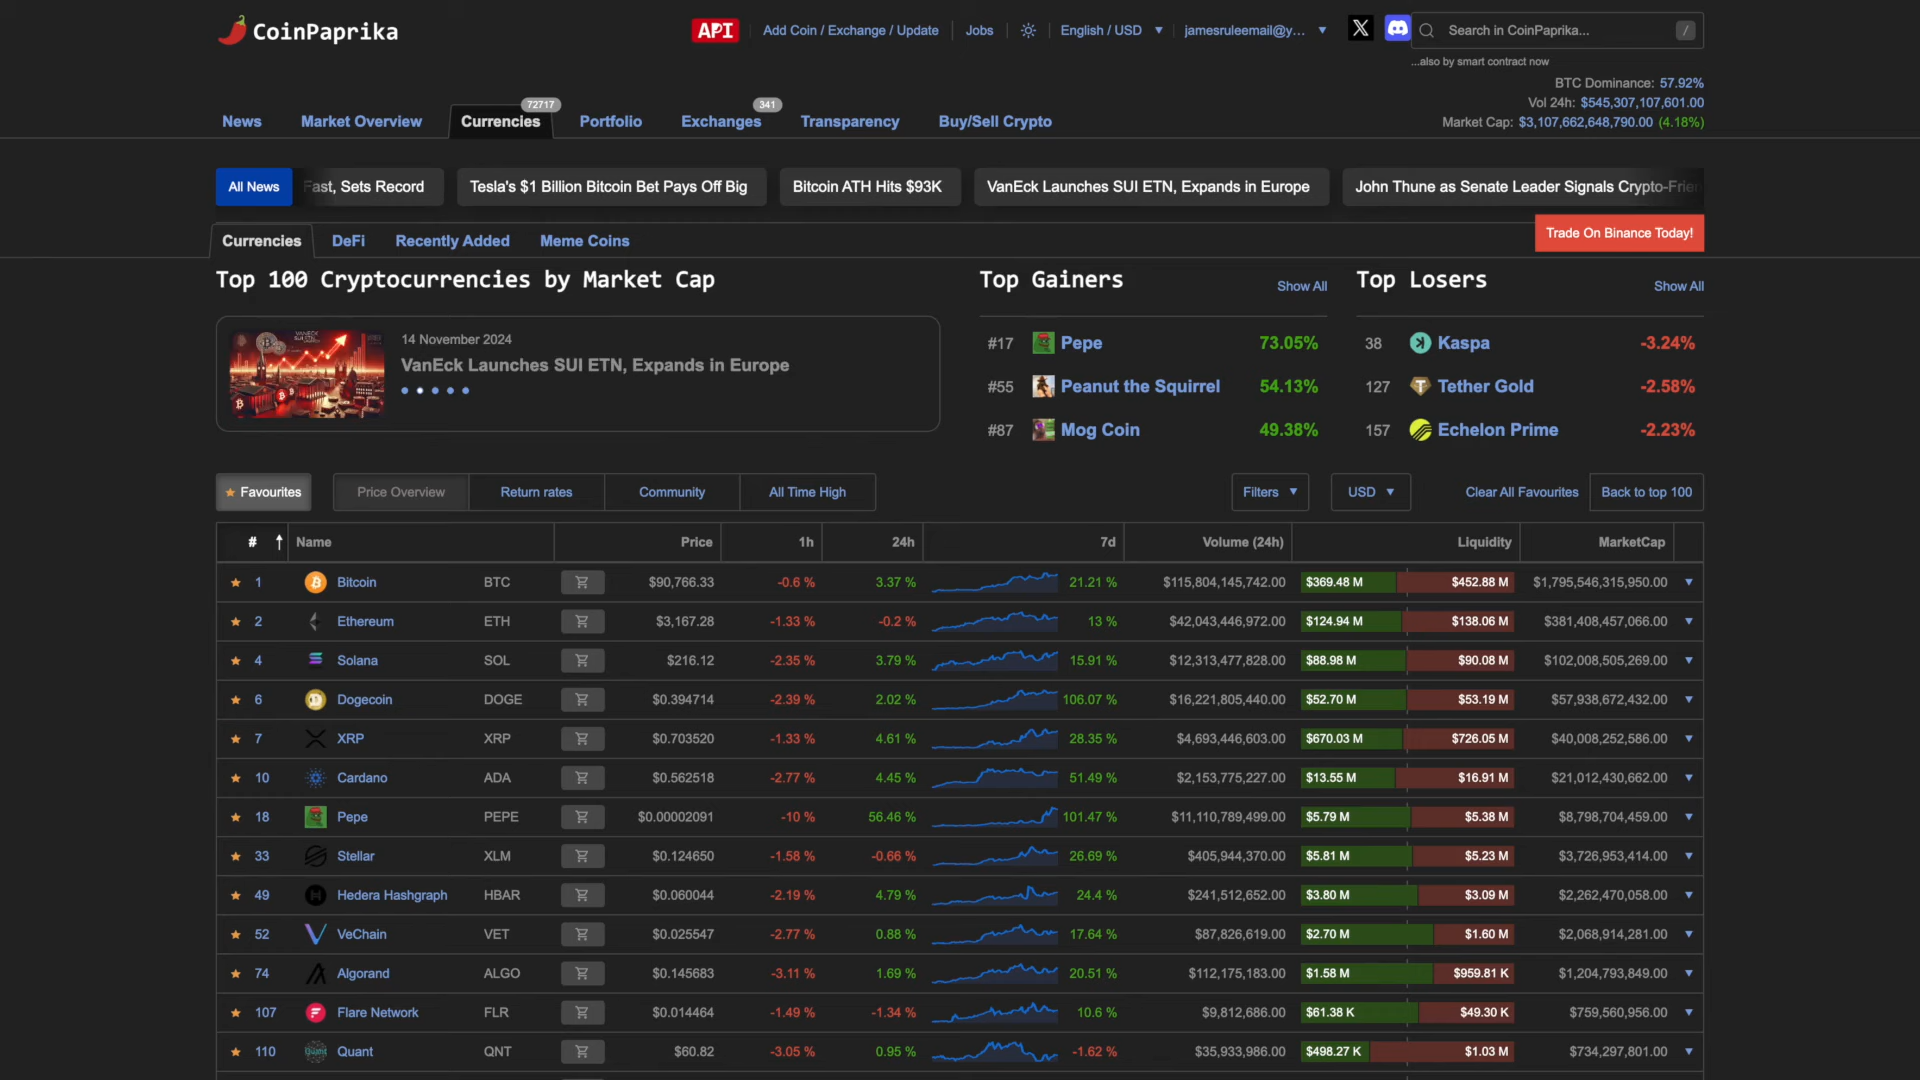 CoinPaprika
API
Add Coin / Exchange / Update
Jobs
English / USD ▼
jamesruleemail@y... ▼
Search in CoinPaprika... /
...also by smart contract now
BTC Dominance: 57.92%
Vol 24h: $545,307,107,601.00
Market Cap: $3,107,662,648,790.00 (4.18%)
News
Market Overview
Currencies 72717
Portfolio
Exchanges 341
Transparency
Buy/Sell Crypto
All News
Fast, Sets Record
Tesla's $1 Billion Bitcoin Bet Pays Off Big
Bitcoin ATH Hits $93K
VanEck Launches SUI ETN, Expands in Europe
John Thune as Senate Leader Signals Crypto-Frien
Trade On Binance Today!
Currencies
DeFi
Recently Added
Meme Coins
Top 100 Cryptocurrencies by Market Cap
14 November 2024
VanEck Launches SUI ETN, Expands in Europe
Top Gainers Show All
#17 Pepe 73.05%
#55 Peanut the Squirrel 54.13%
#87 Mog Coin 49.38%
Top Losers Show All
38 Kaspa -3.24%
127 Tether Gold -2.58%
157 Echelon Prime -2.23%
★ Favourites
Price Overview
Return rates
Community
All Time High
Filters ▼
USD ▼
Clear All Favourites
Back to top 100
# ↑ Name Price 1h 24h 7d Volume (24h) Liquidity MarketCap
★ 1 Bitcoin BTC $90,766.33 -0.6 % 3.37 % 21.21 % $115,804,145,742.00 $369.48 M $452.88 M $1,795,546,315,950.00 ▼
★ 2 Ethereum ETH $3,167.28 -1.33 % -0.2 % 13 % $42,043,446,972.00 $124.94 M $138.06 M $381,408,457,066.00 ▼
★ 4 Solana SOL $216.12 -2.35 % 3.79 % 15.91 % $12,313,477,828.00 $88.98 M $90.08 M $102,008,505,269.00 ▼
★ 6 Dogecoin DOGE $0.394714 -2.39 % 2.02 % 106.07 % $16,221,805,440.00 $52.70 M $53.19 M $57,938,672,432.00 ▼
★ 7 XRP XRP $0.703520 -1.33 % 4.61 % 28.35 % $4,693,446,603.00 $670.03 M $726.05 M $40,008,252,586.00 ▼
★ 10 Cardano ADA $0.562518 -2.77 % 4.45 % 51.49 % $2,153,775,227.00 $13.55 M $16.91 M $21,012,430,662.00 ▼
★ 18 Pepe PEPE $0.00002091 -10 % 56.46 % 101.47 % $11,110,789,499.00 $5.79 M $5.38 M $8,798,704,459.00 ▼
★ 33 Stellar XLM $0.124650 -1.58 % -0.66 % 26.69 % $405,944,370.00 $5.81 M $5.23 M $3,726,953,414.00 ▼
★ 49 Hedera Hashgraph HBAR $0.060044 -2.19 % 4.79 % 24.4 % $241,512,652.00 $3.80 M $3.09 M $2,262,470,058.00 ▼
★ 52 VeChain VET $0.025547 -2.77 % 0.88 % 17.64 % $87,826,619.00 $2.70 M $1.60 M $2,068,914,281.00 ▼
★ 74 Algorand ALGO $0.145683 -3.11 % 1.69 % 20.51 % $112,175,183.00 $1.58 M $959.81 K $1,204,793,849.00 ▼
★ 107 Flare Network FLR $0.014464 -1.49 % -1.34 % 10.6 % $9,812,686.00 $61.38 K $49.30 K $759,560,956.00 ▼
★ 110 Quant QNT $60.82 -3.05 % 0.95 % -1.62 % $35,933,986.00 $498.27 K $1.03 M $734,297,801.00 ▼